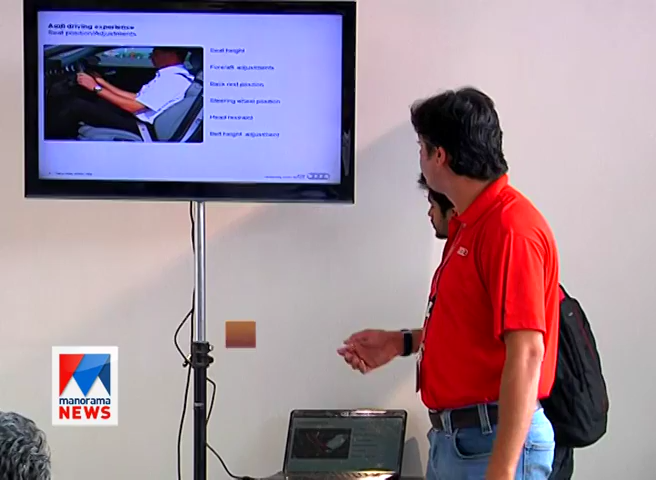 Audi driving experience
Seat position/Adjustments
Seat height
Fore/aft adjustments
Back rest position
Steering wheel position
Head restraint
Belt height adjustment
manorama
NEWS